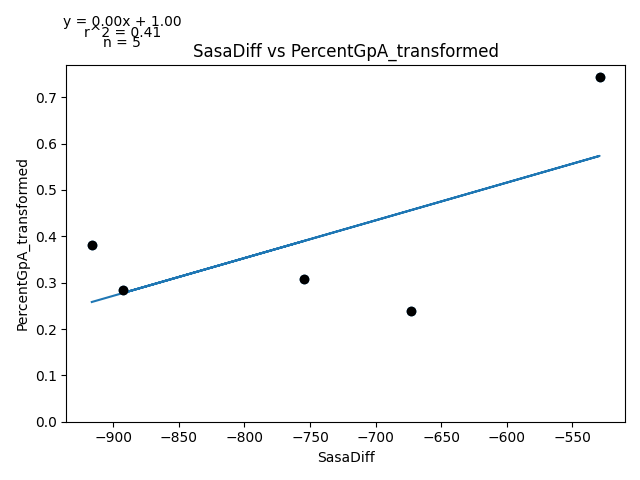 y = 0.00x + 1.00
r^2 = 0.41
n = 5
SasaDiff vs PercentGpA_transformed
PercentGpA_transformed
0.7
0.6
0.5
0.4
0.3
0.2
0.1
0.0
−900 −850 −800 −750 −700 −650 −600 −550
SasaDiff